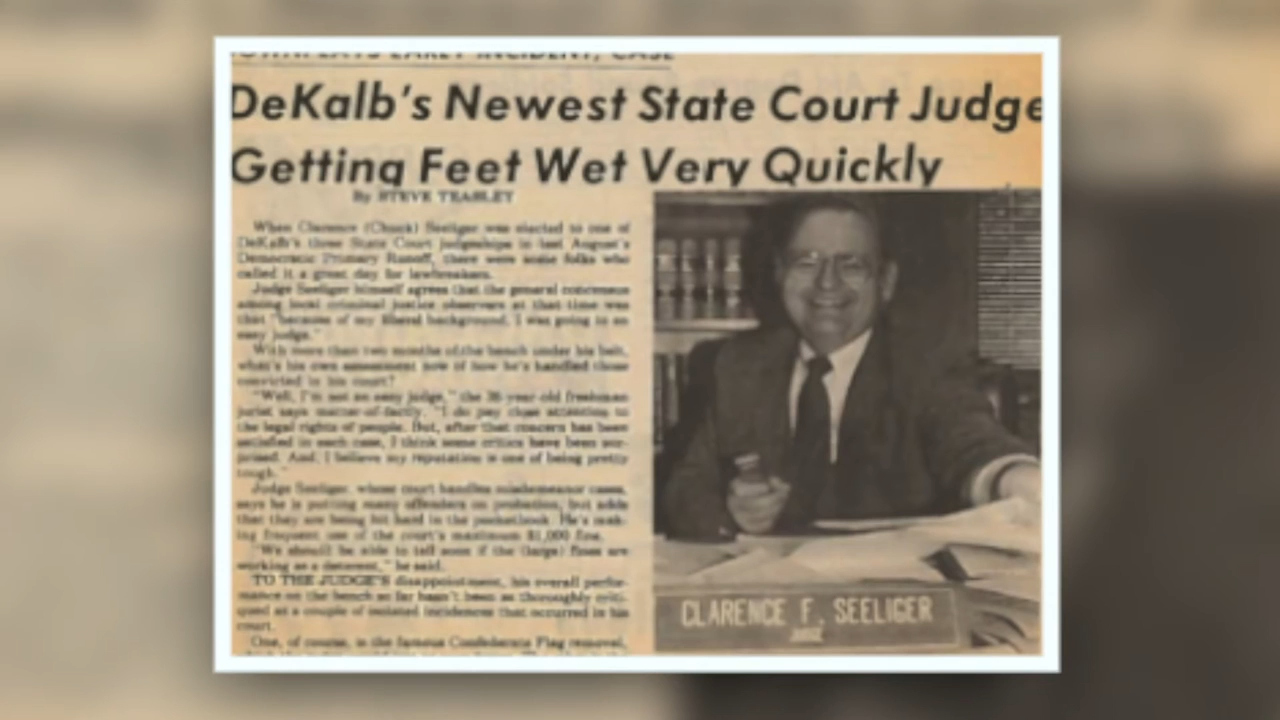 DOWNPLAYS EARLY INCIDENT, CASE
DeKalb's Newest State Court Judge
Getting Feet Wet Very Quickly
By STEVE TEASLEY
When Clarence (Chuck) Seeliger was elected to one of
DeKalb's three State Court judgeships in last August's
Democratic Primary Runoff, there were some folks who
called it a great day for lawbreakers.
Judge Seeliger himself agrees that the general consensus
among local criminal justice observers at that time was
that "because of my liberal background, I was going to an
easy judge."
With more than two months of the bench under his belt,
what's his own assessment now of how he's handled those
convicted in his court?
"Well, I'm not an easy judge," the 36-year-old freshman
jurist says matter-of-factly. "I do pay close attention to
the legal rights of people. But, after that concern has been
satisfied in each case, I think some critics have been sur-
prised. And, I believe my reputation is one of being pretty
tough."
Judge Seeliger, whose court handles misdemeanor cases,
says he is putting many offenders on probation, but adds
that they are being hit hard in the pocketbook. He's mak-
ing frequent use of the court's maximum $1,000 fine.
"We should be able to tell soon if the (large) fines are
working as a deterrent," he said.
TO THE JUDGE'S disappointment, his overall perfor-
mance on the bench so far hasn't been as thoroughly criti-
qued as a couple of isolated incidences that occurred in his
court.
One, of course, is the famous Confederate Flag removal,
CLARENCE F. SEELIGER
JUDGE